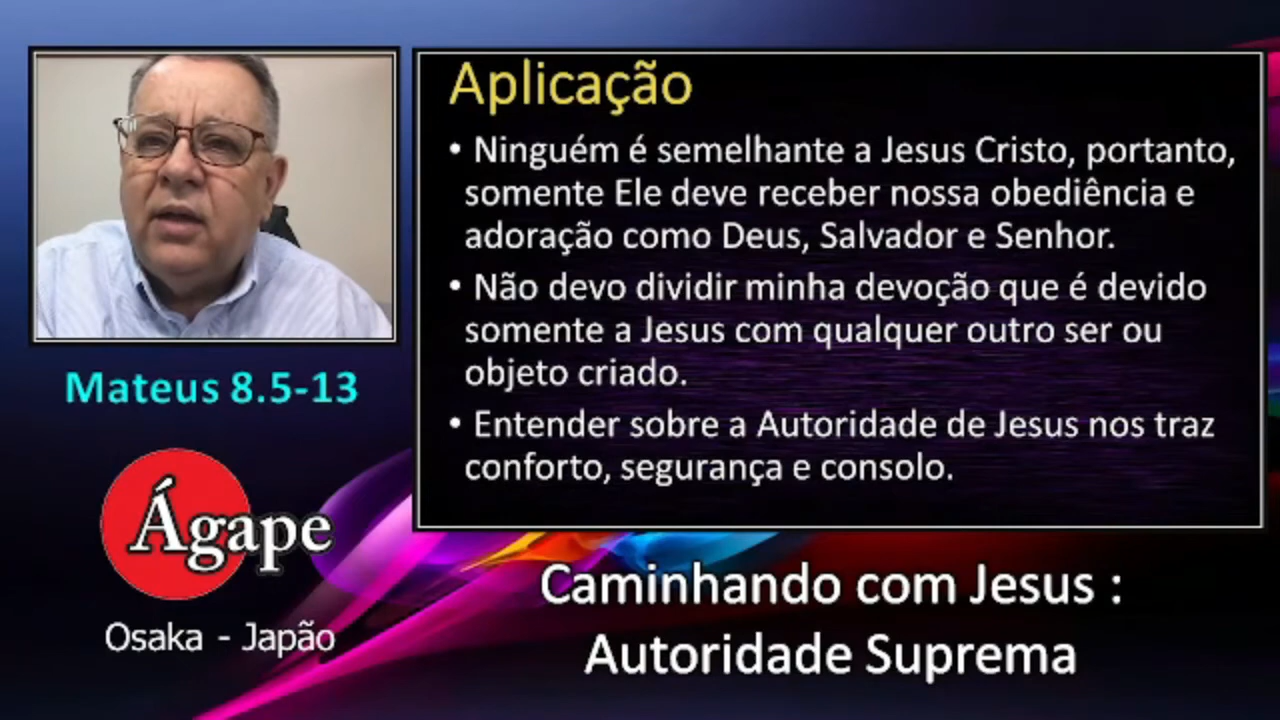 Aplicação
• Ninguém é semelhante a Jesus Cristo, portanto,
somente Ele deve receber nossa obediência e
adoração como Deus, Salvador e Senhor.
• Não devo dividir minha devoção que é devido
somente a Jesus com qualquer outro ser ou
objeto criado.
• Entender sobre a Autoridade de Jesus nos traz
conforto, segurança e consolo.
Mateus 8.5-13
Ágape
Osaka - Japão
Caminhando com Jesus :
Autoridade Suprema